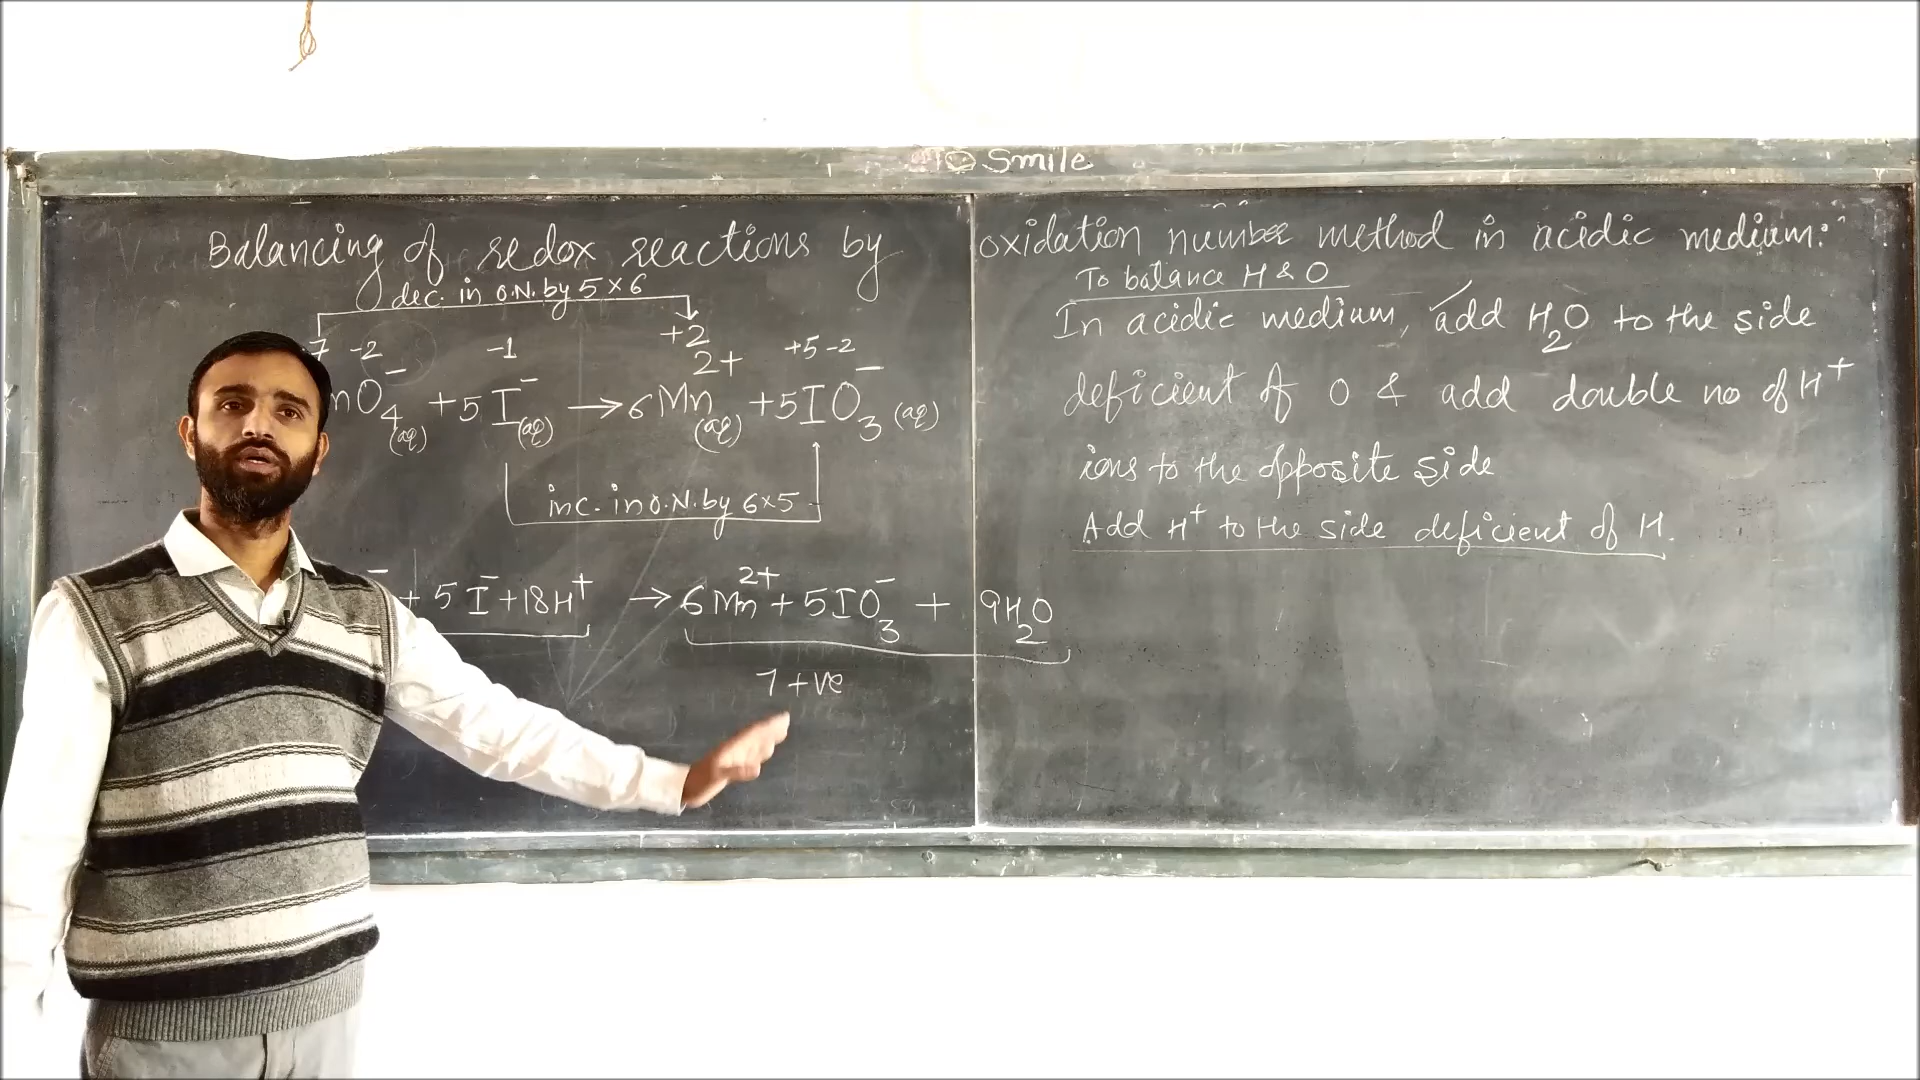 Smile
Balancing of redox reactions by oxidation number method in acidic medium:
dec. in O.N. by 5 × 6
7 -2 -1 +2 +5 -2
nO₄⁻(aq) + 5I⁻(aq) → 6Mn²⁺(aq) + 5IO₃⁻(aq)
inc. in O.N. by 6×5
⁻ + 5I⁻ + 18H⁺ → 6Mn²⁺ + 5IO₃⁻ + 9H₂O
7 +ve
To balance H & O
In acidic medium, add H₂O to the side
deficient of O & add double no of H⁺
ions to the opposite side
Add H⁺ to the side deficient of H.